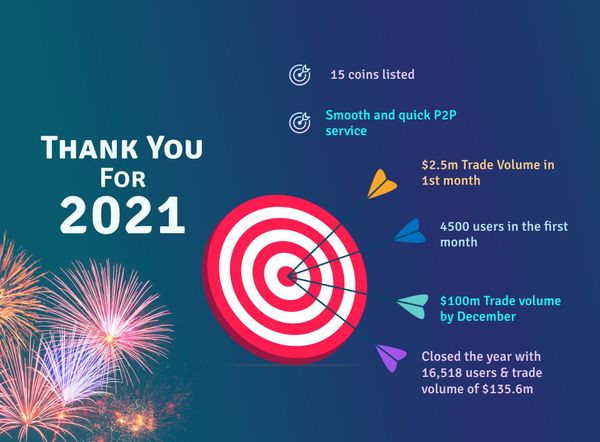 THANK YOU
FOR
2021
15 coins listed
Smooth and quick P2P
service
$2.5m Trade Volume in
1st month
4500 users in the first
month
$100m Trade volume
by December
Closed the year with
16,518 users & trade
volume of $135.6m